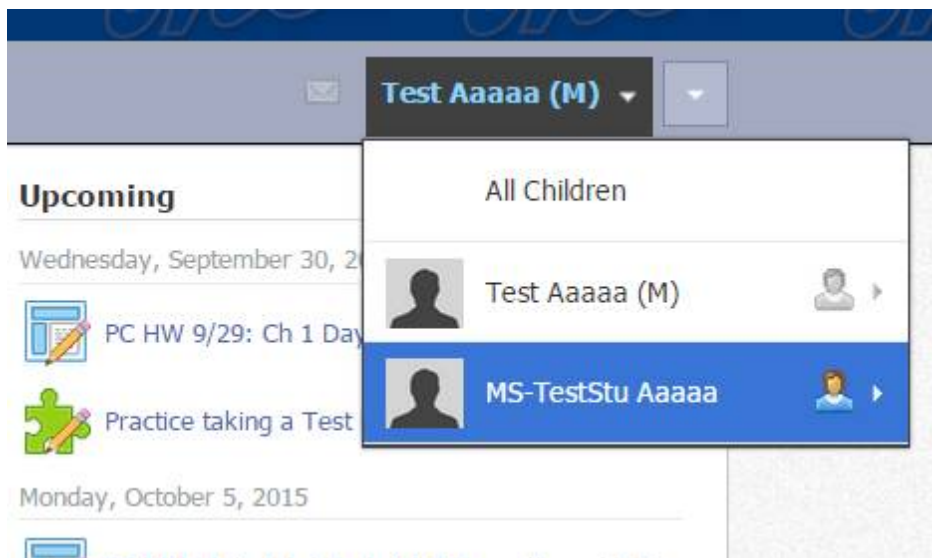 Test Aaaaa (M)
All Children
Upcoming
Wednesday, September 30, 2
Test Aaaaa (M)
PC HW 9/29: Ch 1 Day
MS-TestStu Aaaaa
Practice taking a Test
Monday, October 5, 2015